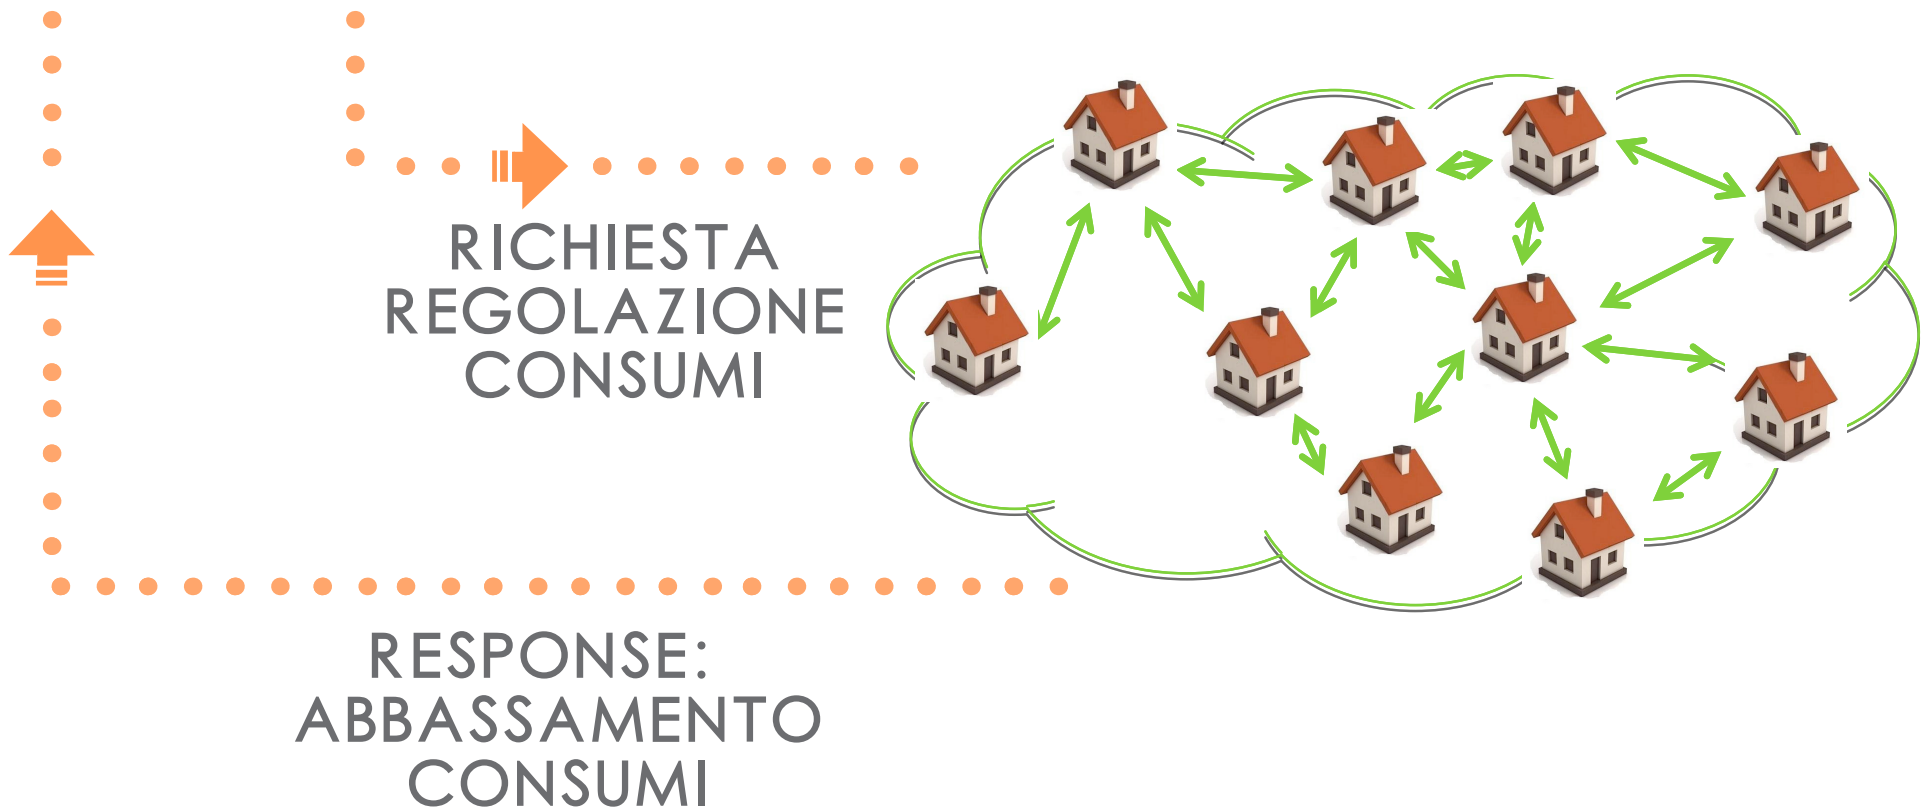 RICHIESTA
REGOLAZIONE
CONSUMI
RESPONSE:
ABBASSAMENTO
CONSUMI